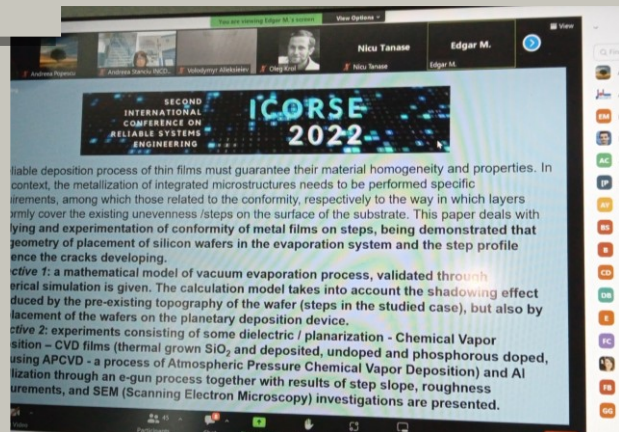 You are viewing Edgar M.'s screen
View Options
View
Andreea Popescu
Andreea Stanciu INCD...
Volodymyr Alieksieiev
Oleg Krol
Nicu Tanase
Nicu Tanase
Edgar M.
Edgar M.
SECOND
INTERNATIONAL
CONFERENCE ON
RELIABLE SYSTEMS
ENGINEERING
ICORSE
2022
liable deposition process of thin films must guarantee their material homogeneity and properties. In
context, the metallization of integrated microstructures needs to be performed specific
irements, among which those related to the conformity, respectively to the way in which layers
ormly cover the existing unevenness /steps on the surface of the substrate. This paper deals with
lying and experimentation of conformity of metal films on steps, being demonstrated that
geometry of placement of silicon wafers in the evaporation system and the step profile
ence the cracks developing.
ctive 1: a mathematical model of vacuum evaporation process, validated through
erical simulation is given. The calculation model takes into account the shadowing effect
duced by the pre-existing topography of the wafer (steps in the studied case), but also by
lacement of the wafers on the planetary deposition device.
ctive 2: experiments consisting of some dielectric / planarization - Chemical Vapor
sition – CVD films (thermal grown SiO₂ and deposited, undoped and phosphorous doped,
using APCVD - a process of Atmospheric Pressure Chemical Vapor Deposition) and Al
lization through an e-gun process together with results of step slope, roughness
urements, and SEM (Scanning Electron Microscopy) investigations are presented.
Video
Participants
45
EM
AC
AY
BS
B
CD
DB
E
FC
FB
GG